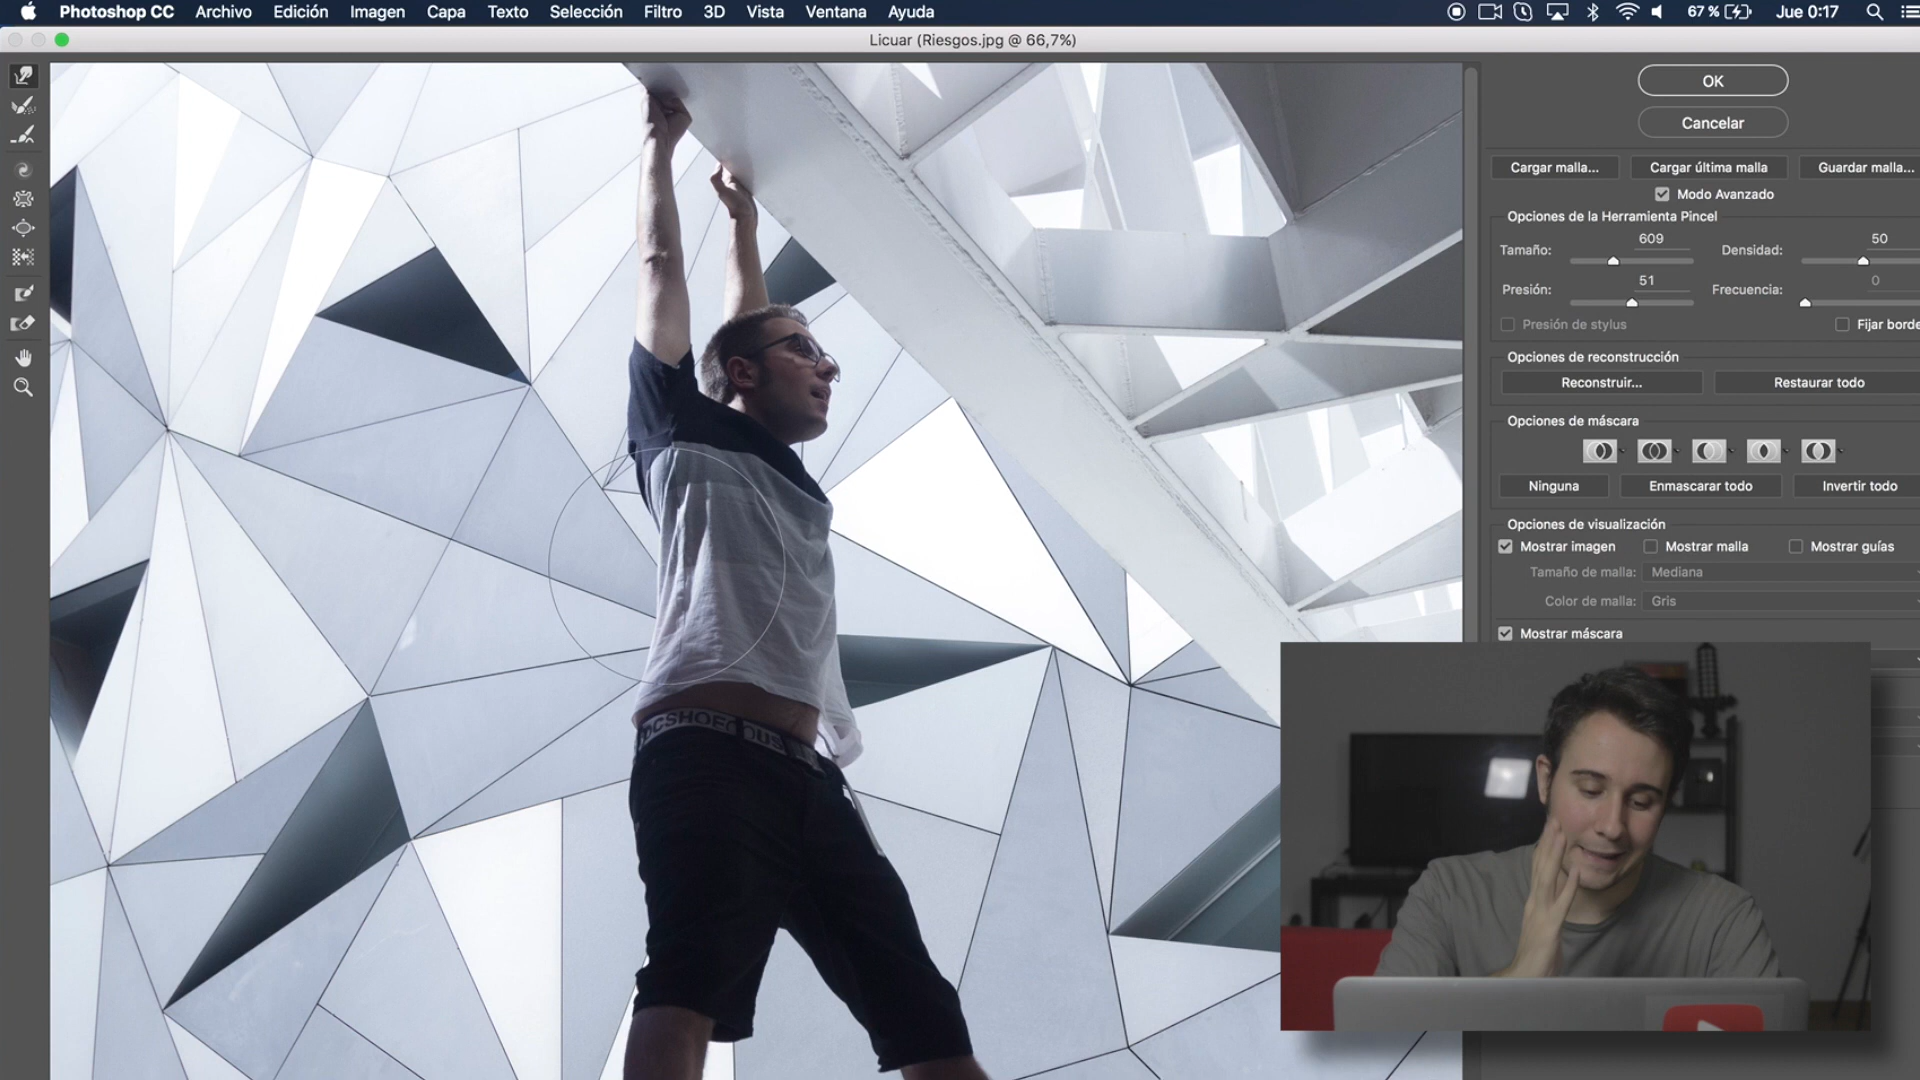 Photoshop CC Archivo Edición Imagen Capa Texto Selección Filtro 3D Vista Ventana Ayuda 67 % Jue 0:17
Licuar (Riesgos.jpg @ 66,7%)
OK
Cancelar
Cargar malla... Cargar última malla Guardar malla...
Modo Avanzado
Opciones de la Herramienta Pincel
Tamaño: 609 Densidad: 50
Presión: 51 Frecuencia: 0
Presión de stylus Fijar borde
Opciones de reconstrucción
Reconstruir... Restaurar todo
Opciones de máscara
Ninguna Enmascarar todo Invertir todo
Opciones de visualización
Mostrar imagen Mostrar malla Mostrar guías
Tamaño de malla: Mediana
Color de malla: Gris
Mostrar máscara